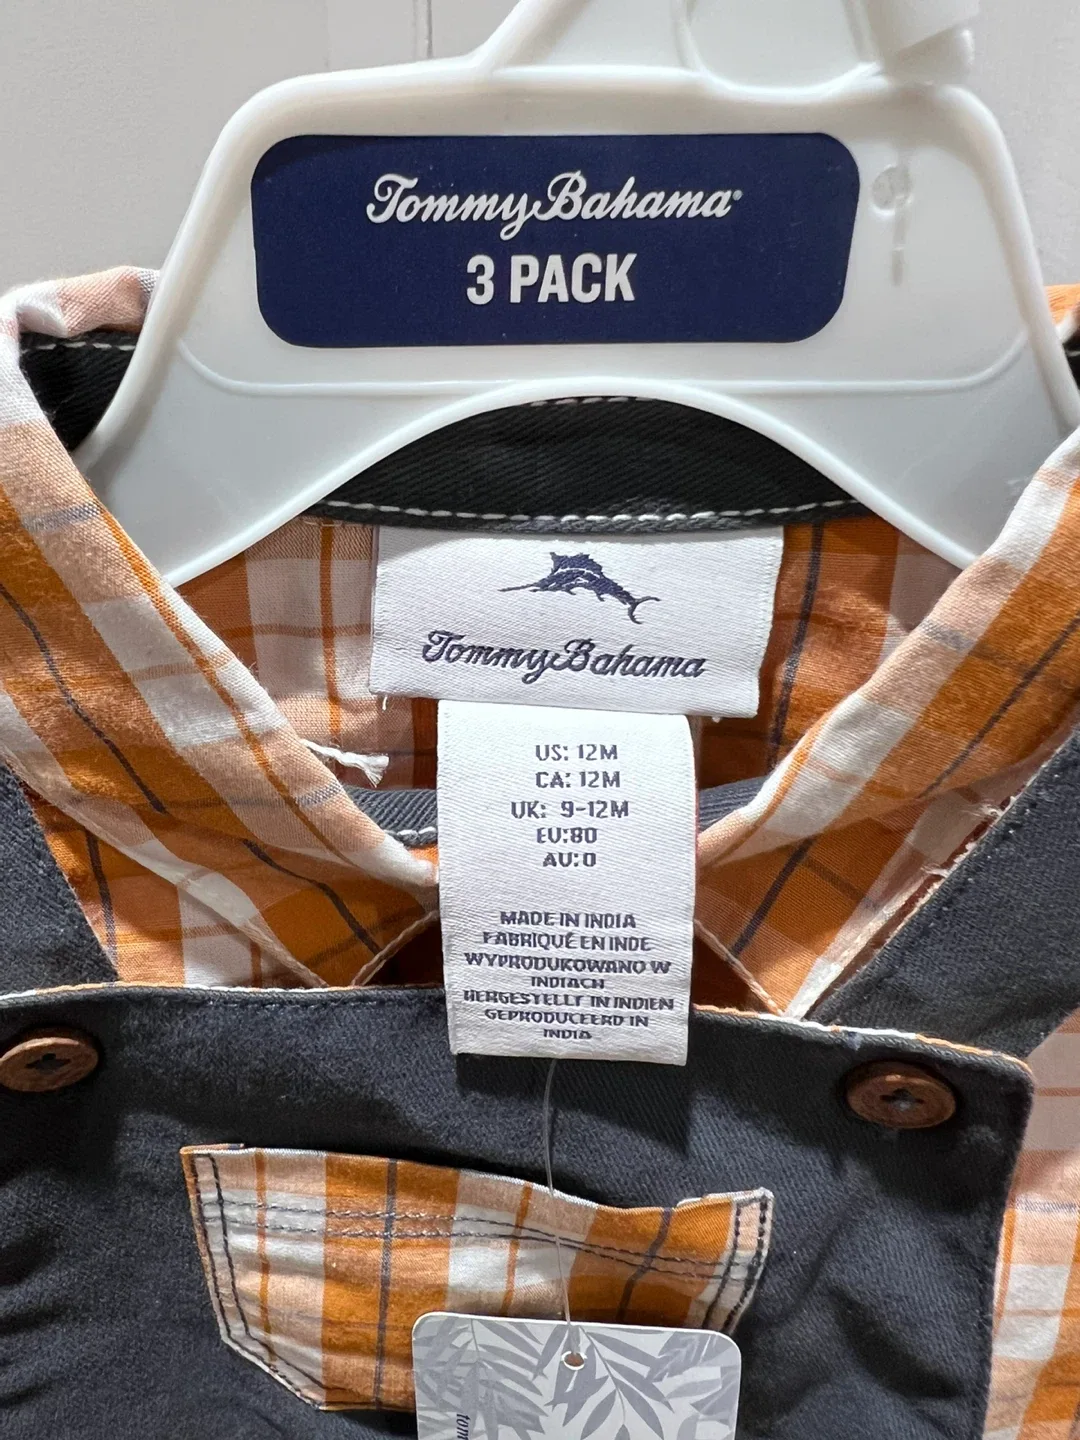 Tommy Bahama
3 PACK
Tommy Bahama
US: 12M
CA: 12M
UK: 9-12M
EU:80
AU:0
MADE IN INDIA
FABRIQUÉ EN INDE
WYPRODUKOWANO W
INDIACH
HERGESTELLT IN INDIEN
GEPRODUCEERD IN
INDIA